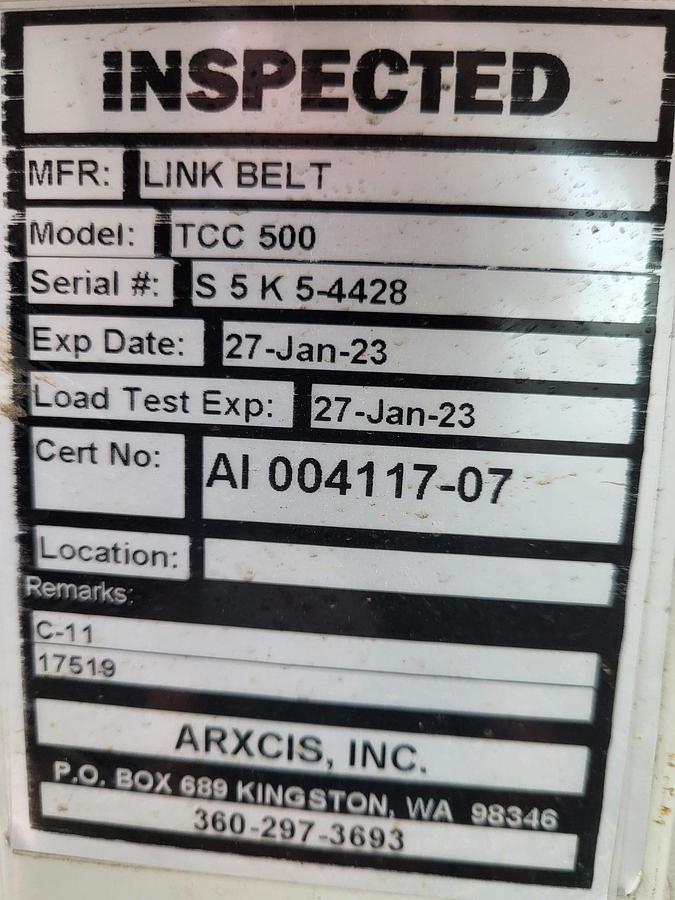 INSPECTED
MFR: LINK BELT
Model: TCC 500
Serial #: S 5 K 5-4428
Exp Date: 27-Jan-23
Load Test Exp: 27-Jan-23
Cert No: AI 004117-07
Location:
Remarks:
C-11
17519
ARXCIS, INC.
P.O. BOX 689 KINGSTON, WA 98346
360-297-3693